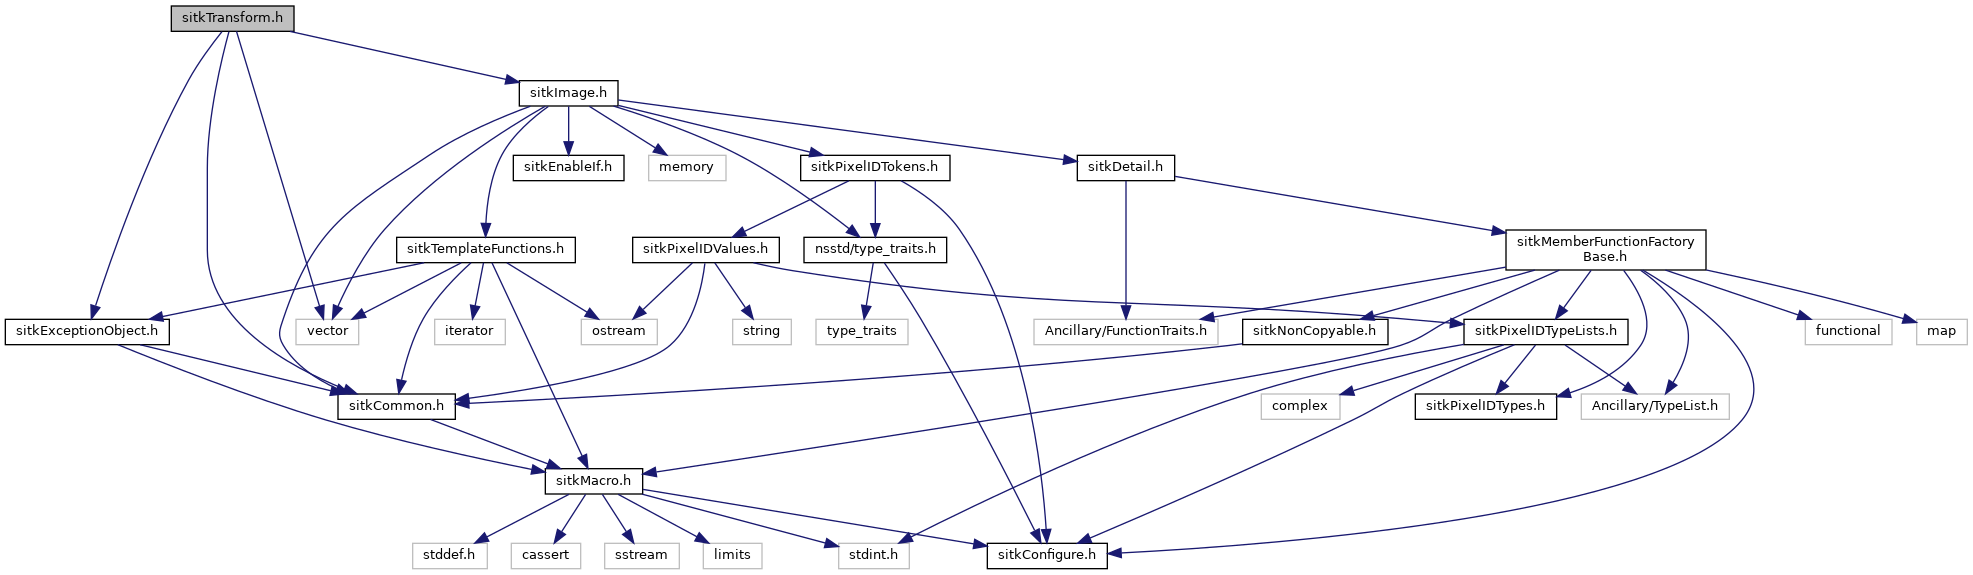 sitkTransform.h
sitkImage.h
sitkEnableIf.h
memory
sitkPixelIDTokens.h
sitkDetail.h
sitkTemplateFunctions.h
sitkPixelIDValues.h
nsstd/type_traits.h
sitkMemberFunctionFactory
Base.h
sitkExceptionObject.h
vector
iterator
ostream
string
type_traits
Ancillary/FunctionTraits.h
sitkNonCopyable.h
sitkPixelIDTypeLists.h
functional
map
sitkCommon.h
complex
sitkPixelIDTypes.h
Ancillary/TypeList.h
sitkMacro.h
stddef.h
cassert
sstream
limits
stdint.h
sitkConfigure.h